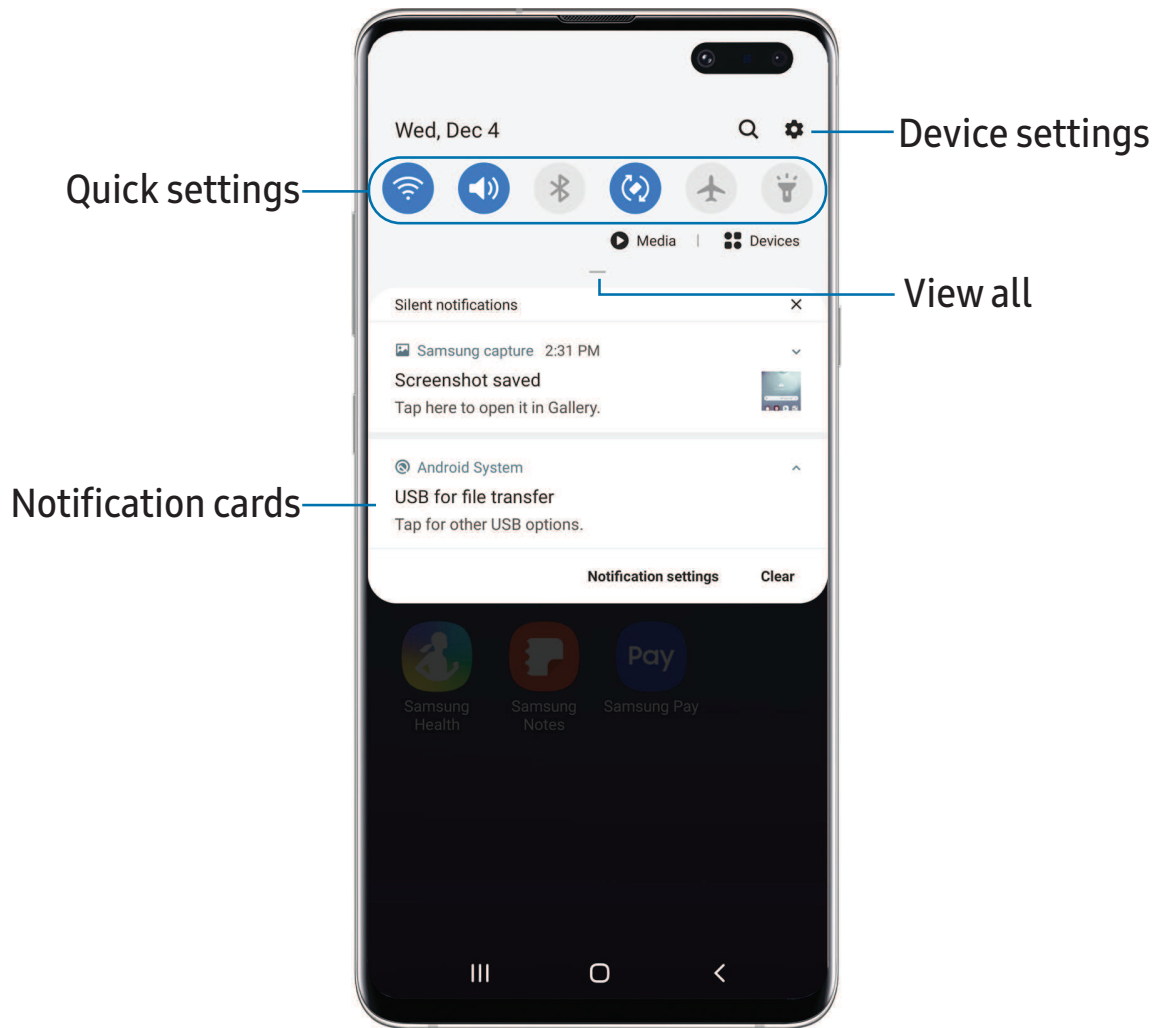 Wed, Dec 4
Device settings
Quick settings
Media | Devices
View all
Silent notifications
Samsung capture 2:31 PM
Screenshot saved
Tap here to open it in Gallery.
Android System
Notification cards
USB for file transfer
Tap for other USB options.
Notification settings Clear
Pay
Samsung Health
Samsung Notes
Samsung Pay